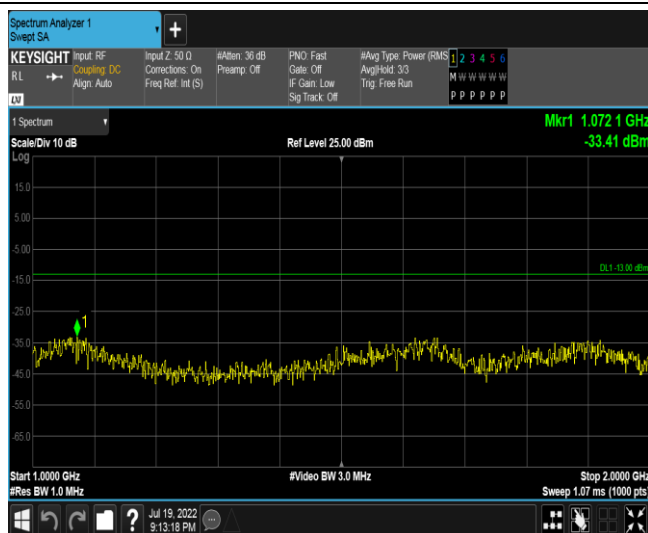 Spectrum Analyzer 1
Swept SA
KEYSIGHT
RL
LXI
Input: RF
Coupling: DC
Align: Auto
Input Z: 50 Ω
Corrections: On
Freq Ref: Int (S)
#Atten: 36 dB
Preamp: Off
PNO: Fast
Gate: Off
IF Gain: Low
Sig Track: Off
#Avg Type: Power (RMS
Avg|Hold: 3/3
Trig: Free Run
1 2 3 4 5 6
M W W W W W
P P P P P P
1 Spectrum
Scale/Div 10 dB
Ref Level 25.00 dBm
Mkr1 1.072 1 GHz
-33.41 dBm
Log
15.0
5.00
-5.00
DL1 -13.00 dBm
-15.0
-25.0
1
-35.0
-45.0
-55.0
-65.0
Start 1.0000 GHz
#Video BW 3.0 MHz
Stop 2.0000 GHz
#Res BW 1.0 MHz
Sweep 1.07 ms (1000 pts)
?
Jul 19, 2022
9:13:18 PM